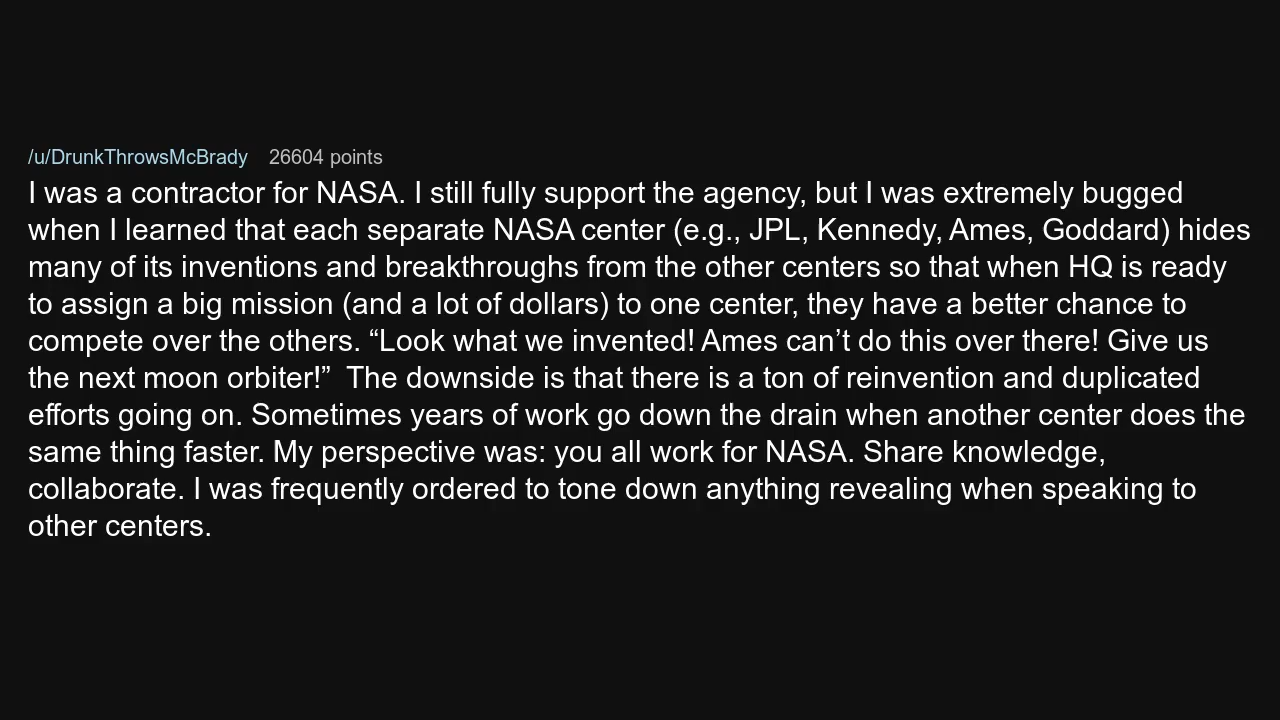 /u/DrunkThrowsMcBrady 26604 points
I was a contractor for NASA. I still fully support the agency, but I was extremely bugged
when I learned that each separate NASA center (e.g., JPL, Kennedy, Ames, Goddard) hides
many of its inventions and breakthroughs from the other centers so that when HQ is ready
to assign a big mission (and a lot of dollars) to one center, they have a better chance to
compete over the others. “Look what we invented! Ames can’t do this over there! Give us
the next moon orbiter!”  The downside is that there is a ton of reinvention and duplicated
efforts going on. Sometimes years of work go down the drain when another center does the
same thing faster. My perspective was: you all work for NASA. Share knowledge,
collaborate. I was frequently ordered to tone down anything revealing when speaking to
other centers.